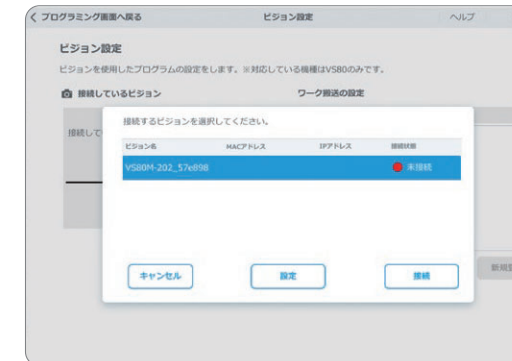 < プログラミング画面へ戻る ビジョン設定 ヘルプ
ビジョン設定
ビジョンを使用したプログラムの設定をします。※対応している機種はVS80のみです。
接続しているビジョン ワーク搬送の設定
接続して
接続するビジョンを選択してください。
ビジョン名 MACアドレス IPアドレス 接続状態
VS80M-202_57e898 未接続
キャンセル 設定 接続
新規